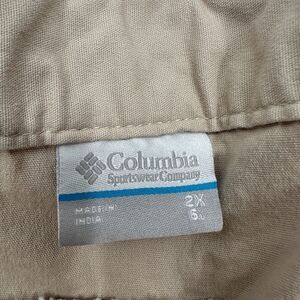 Columbia
Sportswear Company
MADE IN
INDIA
2X
6